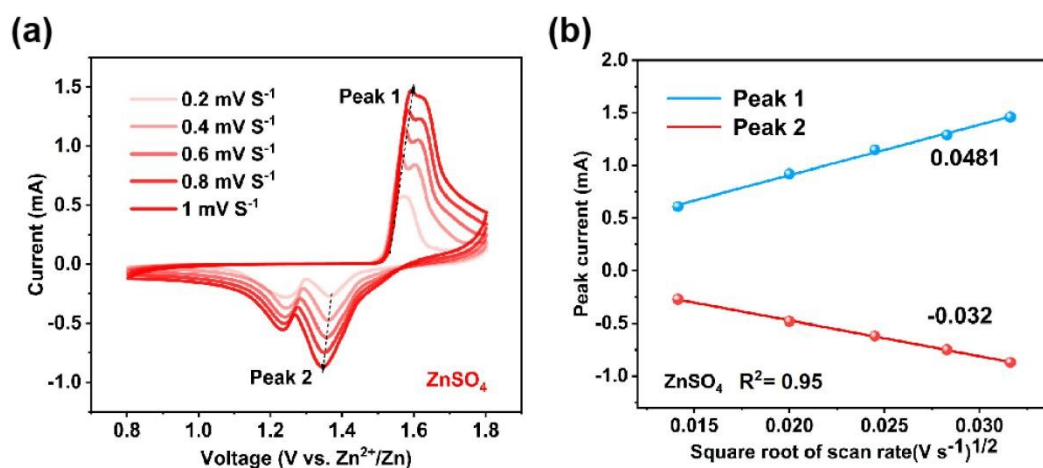 (a)
Current (mA)
1.5
1.0
0.5
0.0
-0.5
-1.0
0.2 mV S⁻¹
0.4 mV S⁻¹
0.6 mV S⁻¹
0.8 mV S⁻¹
1 mV S⁻¹
Peak 1
Peak 2
ZnSO₄
0.8 1.0 1.2 1.4 1.6 1.8
Voltage (V vs. Zn²⁺/Zn)
(b)
Peak current (mA)
2.0
1.5
1.0
0.5
0.0
-0.5
-1.0
Peak 1
Peak 2
0.0481
-0.032
ZnSO₄ R²= 0.95
0.015 0.020 0.025 0.030
Square root of scan rate(V s⁻¹)¹/²